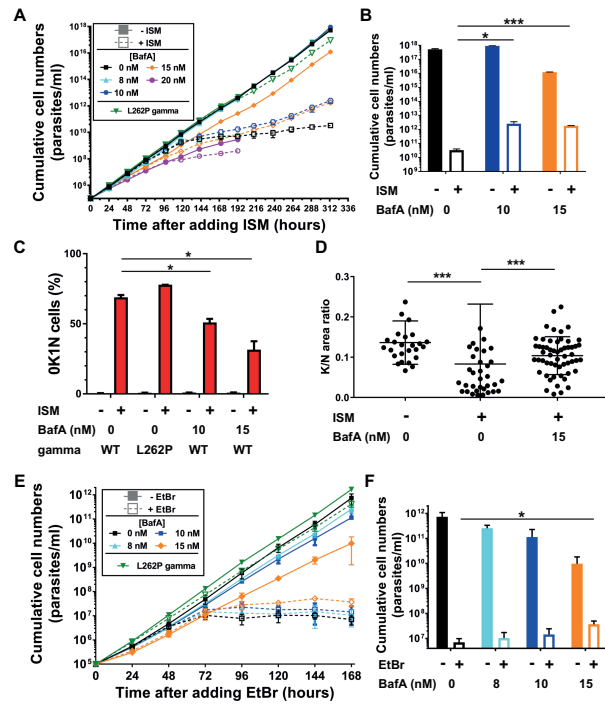 A
Cumulative cell numbers
(parasites/ml)
10^18
10^16
10^14
10^12
10^10
10^8
10^6
- ISM
+ ISM
[BafA]
0 nM
15 nM
8 nM
20 nM
10 nM
L262P gamma
0 24 48 72 96 120 144 168 192 216 240 264 288 312 336
Time after adding ISM (hours)
B
***
*
Cumulative cell numbers
(parasites/ml)
10^18
10^17
10^16
10^15
10^14
10^13
10^12
10^11
10^10
ISM - + - + - +
BafA (nM) 0 10 15
C
0K1N cells (%)
100
50
0
*
*
ISM - + - + - + - +
BafA (nM) 0 0 10 15
gamma WT L262P WT WT
D
K/N area ratio
0.3
0.2
0.1
0.0
*** ***
ISM - + +
BafA (nM) 0 0 15
E
Cumulative cell numbers
(parasites/ml)
10^12
10^11
10^10
10^9
10^8
10^7
10^6
10^5
- EtBr
+ EtBr
[BafA]
0 nM
10 nM
8 nM
15 nM
L262P gamma
0 24 48 72 96 120 144 168
Time after adding EtBr (hours)
F
*
Cumulative cell numbers
(parasites/ml)
10^12
10^11
10^10
10^9
10^8
10^7
EtBr - + - + - + - +
BafA (nM) 0 8 10 15